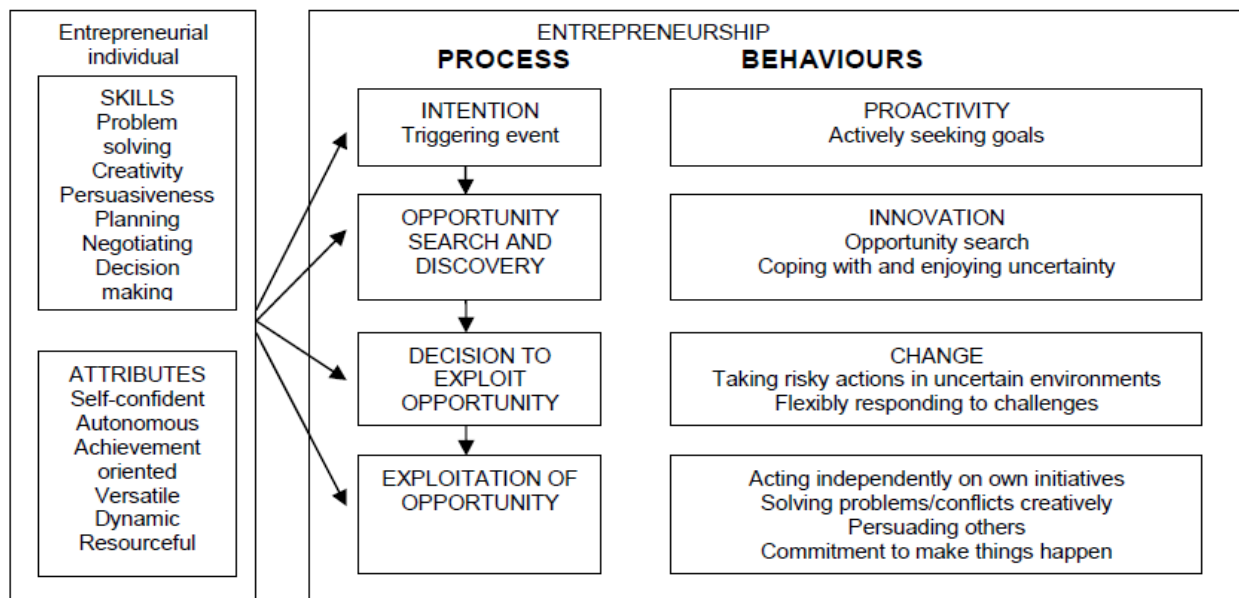 Entrepreneurial
individual
SKILLS
Problem
solving
Creativity
Persuasiveness
Planning
Negotiating
Decision
making
ATTRIBUTES
Self-confident
Autonomous
Achievement
oriented
Versatile
Dynamic
Resourceful
ENTREPRENEURSHIP
PROCESS
BEHAVIOURS
INTENTION
Triggering event
PROACTIVITY
Actively seeking goals
OPPORTUNITY
SEARCH AND
DISCOVERY
INNOVATION
Opportunity search
Coping with and enjoying uncertainty
DECISION TO
EXPLOIT
OPPORTUNITY
CHANGE
Taking risky actions in uncertain environments
Flexibly responding to challenges
EXPLOITATION OF
OPPORTUNITY
Acting independently on own initiatives
Solving problems/conflicts creatively
Persuading others
Commitment to make things happen